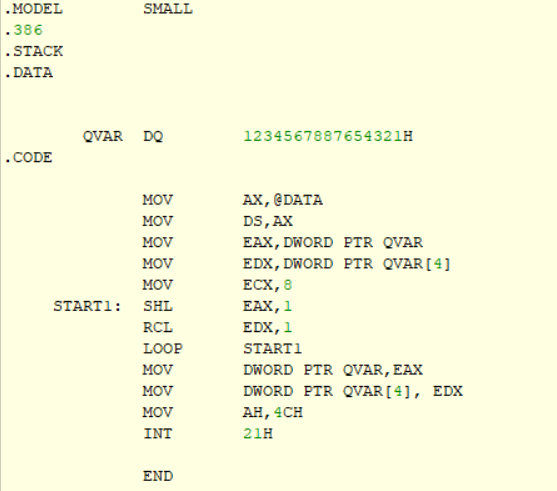 .MODEL SMALL
.386
.STACK
.DATA
QVAR DQ 1234567887654321H
.CODE
MOV AX,@DATA
MOV DS,AX
MOV EAX,DWORD PTR QVAR
MOV EDX,DWORD PTR QVAR[4]
MOV ECX,8
START1: SHL EAX,1
RCL EDX,1
LOOP START1
MOV DWORD PTR QVAR,EAX
MOV DWORD PTR QVAR[4], EDX
MOV AH,4CH
INT 21H
END